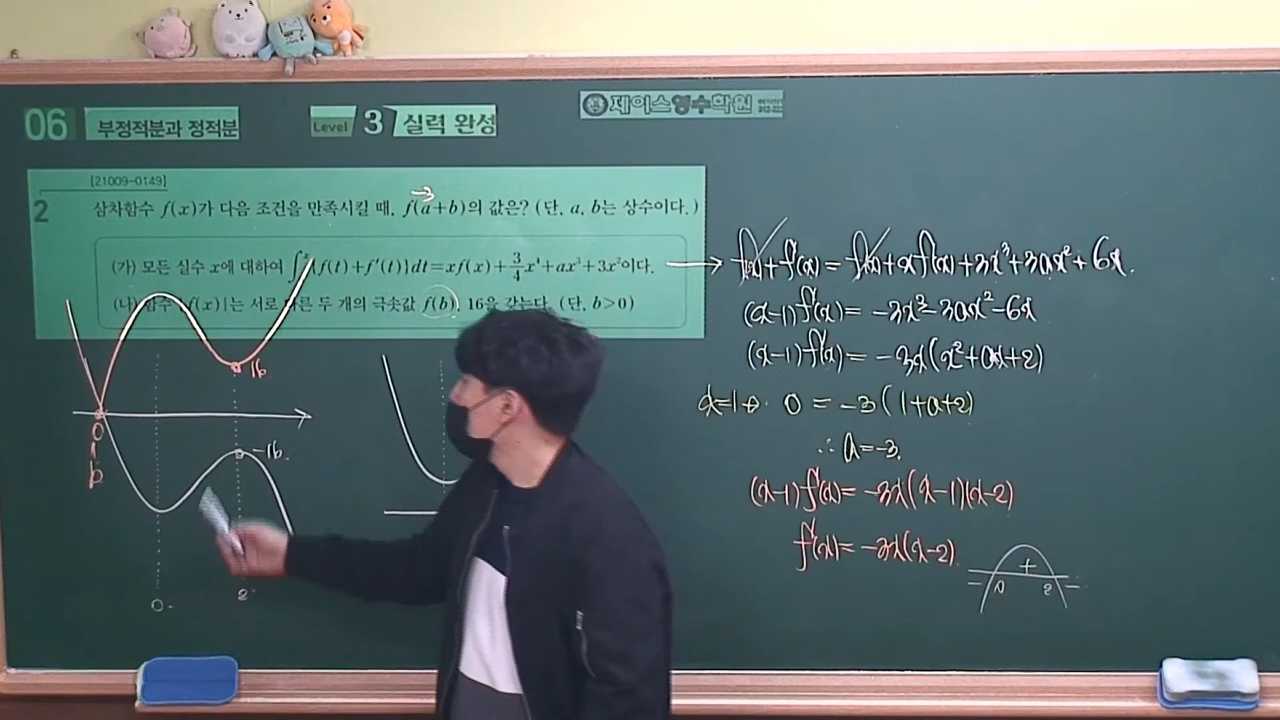 06 부정적분과 정적분
Level 3 실력 완성
제이스영수학원
[21009-0149]
2
삼차함수 f(x)가 다음 조건을 만족시킬 때, f(a+b)의 값은? (단, a, b는 상수이다.)
-3
(가) 모든 실수 x에 대하여 {f(t)+f'(t)}dt=xf(x)+3/4x⁴+ax³+3x²이다.
(나) 함수 |f(x)|는 서로 다른 두 개의 극솟값 f(b), 16을 갖는다. (단, b>0)
f(x)+f'(x)=f(x)+xf'(x)+3x³+3ax²+6x.
(x-1)f'(x)= -3x³-3ax²-6x
(x-1)f'(x)= -3x(x²+ax+2)
x=1→ 0 = -3(1+a+2)
∴ a=-3.
(x-1)f'(x)= -3x(x-1)(x-2)
f'(x)= -3x(x-2)
+
0 2
16
0
b
-16.
0. 2